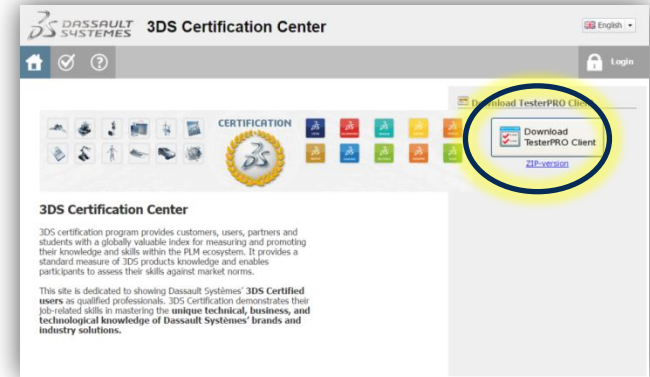 DASSAULT
SYSTEMES
3DS Certification Center
English
Login
Download TesterPRO Client
CERTIFICATION
Download
TesterPRO Client
ZIP-version
3DS Certification Center
3DS certification program provides customers, users, partners and
students with a globally valuable index for measuring and promoting
their knowledge and skills within the PLM ecosystem. It provides a
standard measure of 3DS products knowledge and enables
participants to assess their skills against market norms.
This site is dedicated to showing Dassault Systèmes' 3DS Certified
users as qualified professionals. 3DS Certification demonstrates their
job-related skills in mastering the unique technical, business, and
technological knowledge of Dassault Systèmes' brands and
industry solutions.